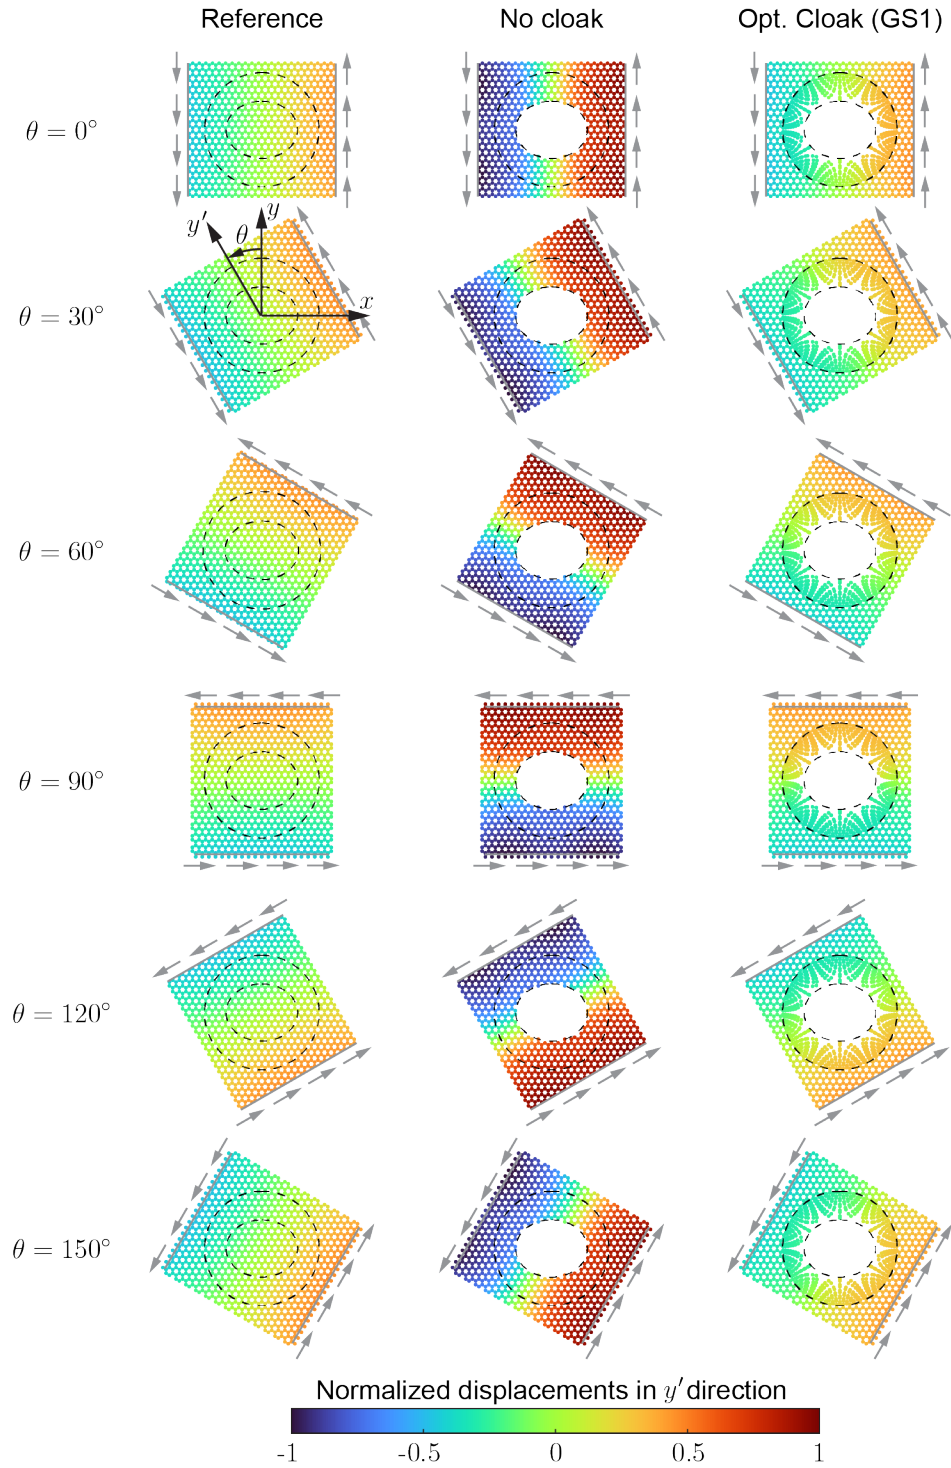 Reference No cloak Opt. Cloak (GS1)
θ = 0°
y′ θ y
x
θ = 30°
θ = 60°
θ = 90°
θ = 120°
θ = 150°
Normalized displacements in y′ direction
-1 -0.5 0 0.5 1